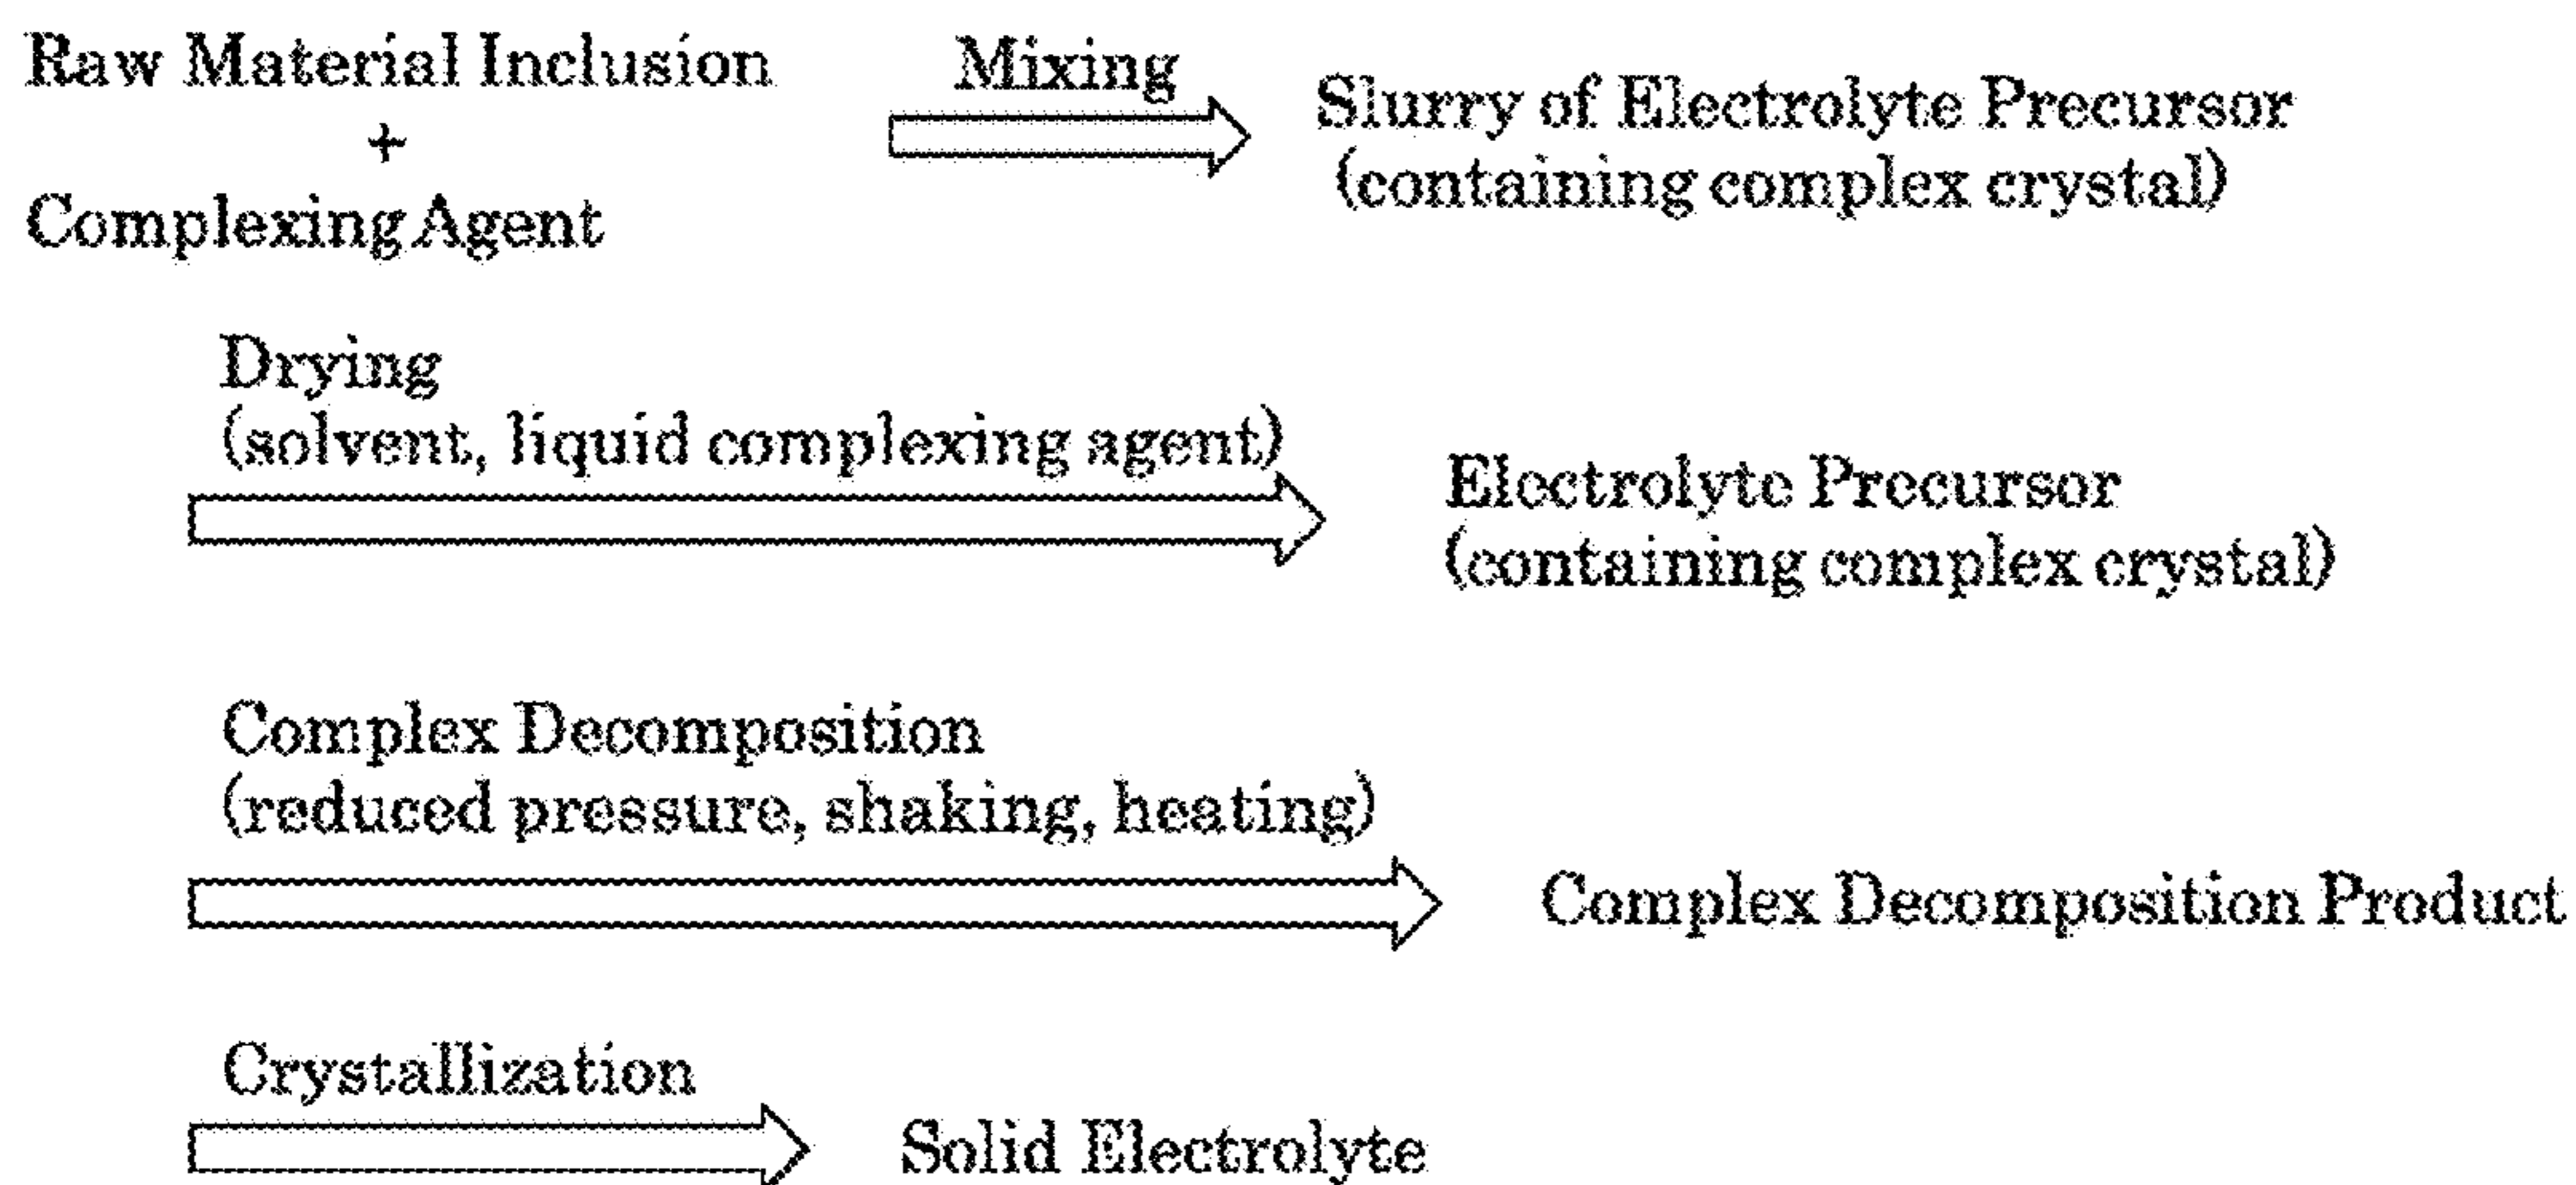 Raw Material Inclusion
+
Complexing Agent
Mixing
Slurry of Electrolyte Precursor
(containing complex crystal)
Drying
(solvent, liquid complexing agent)
Electrolyte Precursor
(containing complex crystal)
Complex Decomposition
(reduced pressure, shaking, heating)
Complex Decomposition Product
Crystallization
Solid Electrolyte